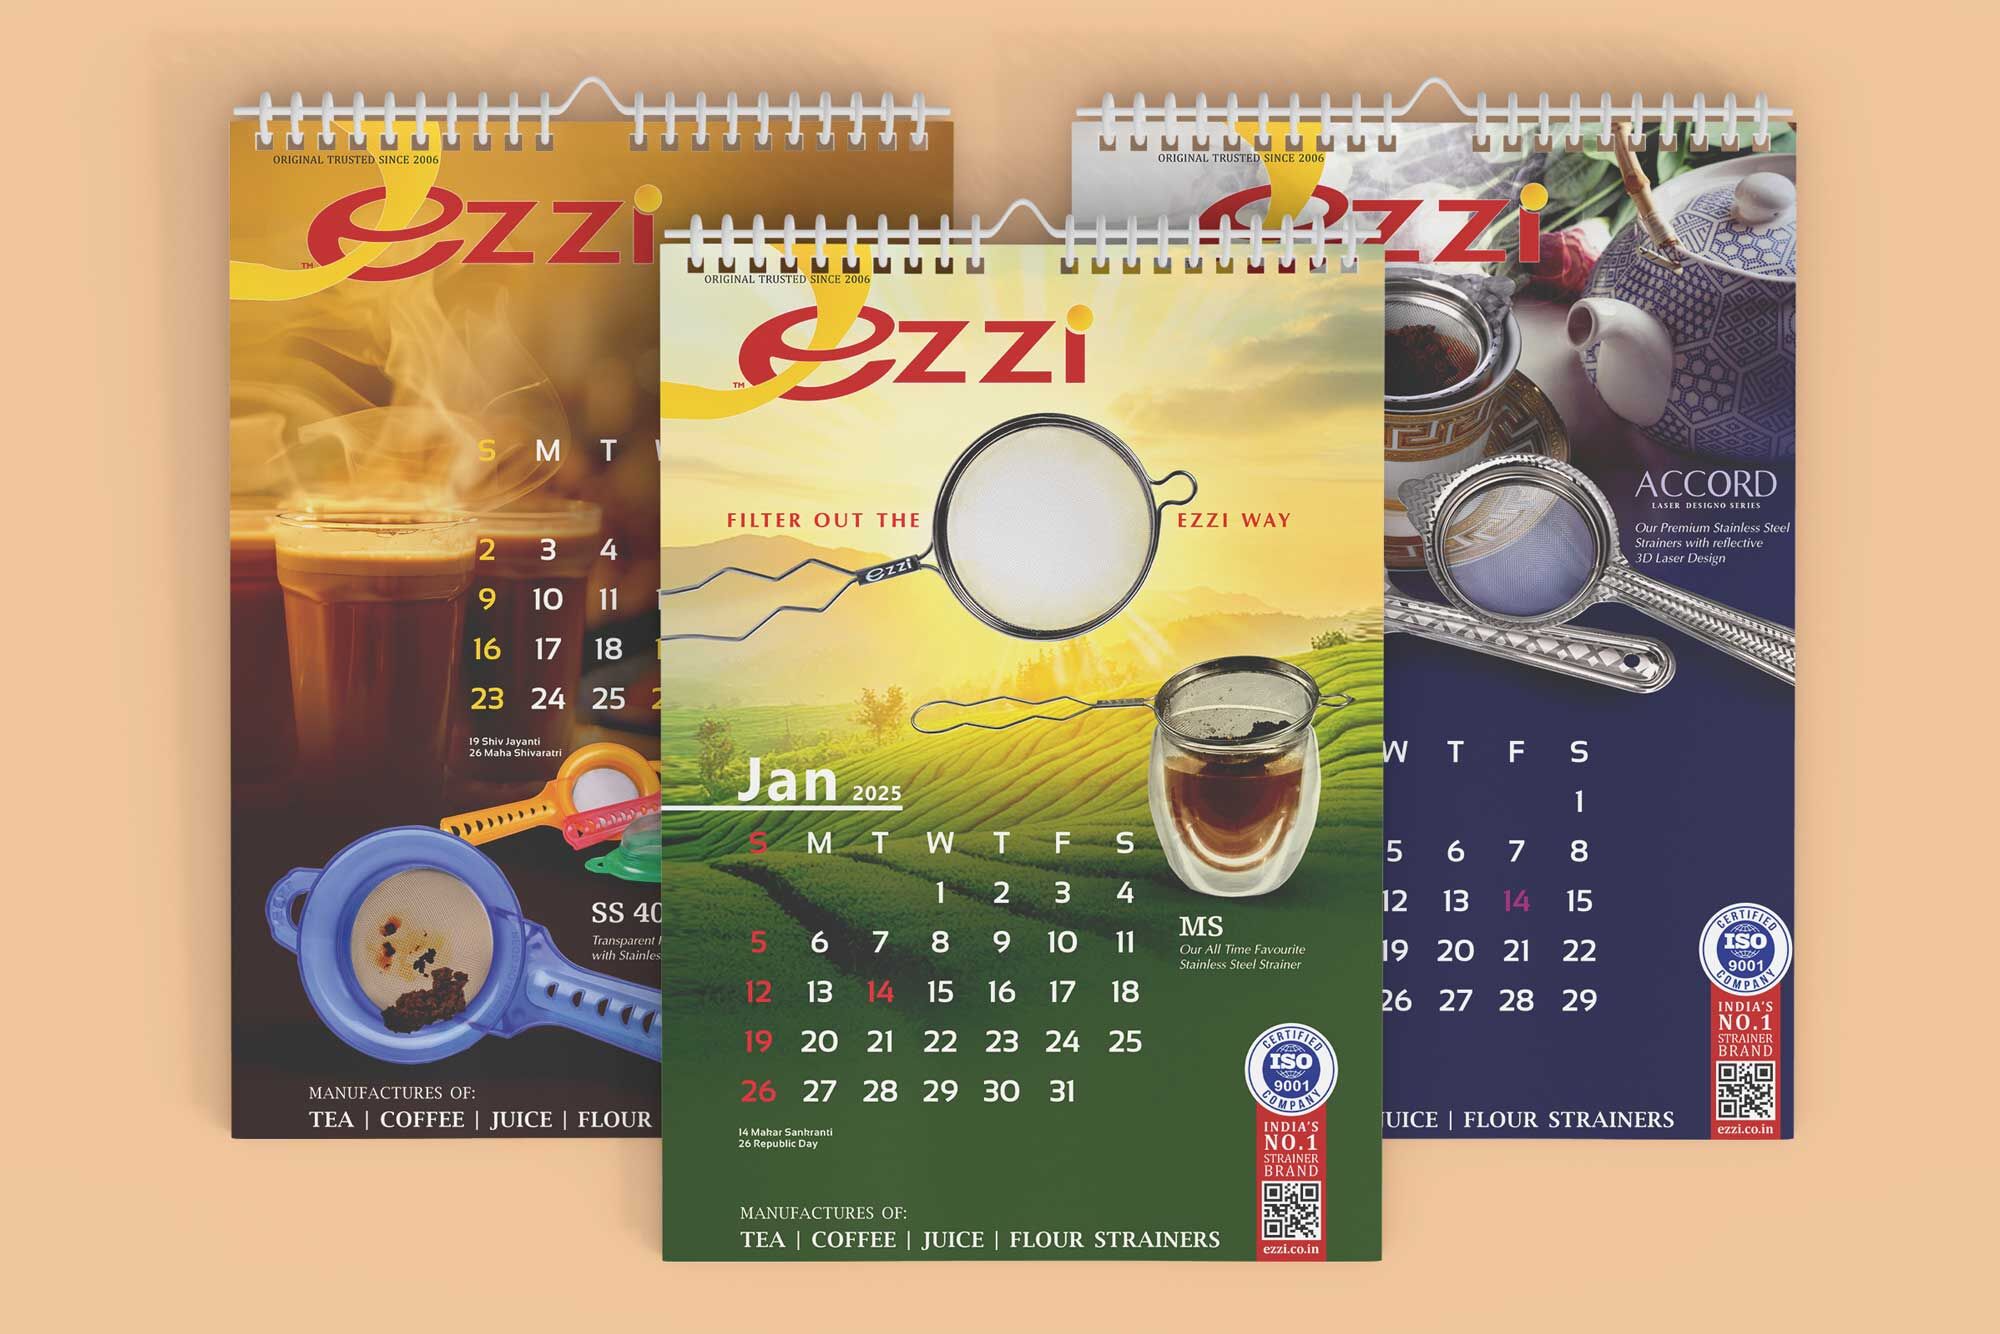 ORIGINAL TRUSTED SINCE 2006
ezzi
TM
S M T
2 3 4
9 10 11
16 17 18
23 24 25
19 Shiv Jayanti
26 Maha Shivaratri
SS 40
Transparent
with Stainles
MANUFACTURES OF:
TEA | COFFEE | JUICE | FLOUR
ORIGINAL TRUSTED SINCE 2006
ezzi
TM
FILTER OUT THE EZZI WAY
ezzi
Jan 2025
S M T W T F S
1 2 3 4
5 6 7 8 9 10 11
12 13 14 15 16 17 18
19 20 21 22 23 24 25
26 27 28 29 30 31
14 Makar Sankranti
26 Republic Day
MS
Our All Time Favourite
Stainless Steel Strainer
CERTIFIED
ISO
9001
COMPANY
INDIA'S
NO.1
STRAINER
BRAND
ezzi.co.in
MANUFACTURES OF:
TEA | COFFEE | JUICE | FLOUR STRAINERS
ORIGINAL TRUSTED SINCE 2006
ezzi
ACCORD
LASER DESIGNO SERIES
Our Premium Stainless Steel
Strainers with reflective
3D Laser Design
W T F S
1
5 6 7 8
12 13 14 15
19 20 21 22
26 27 28 29
CERTIFIED
ISO
9001
COMPANY
INDIA'S
NO.1
STRAINER
BRAND
ezzi.co.in
UICE | FLOUR STRAINERS